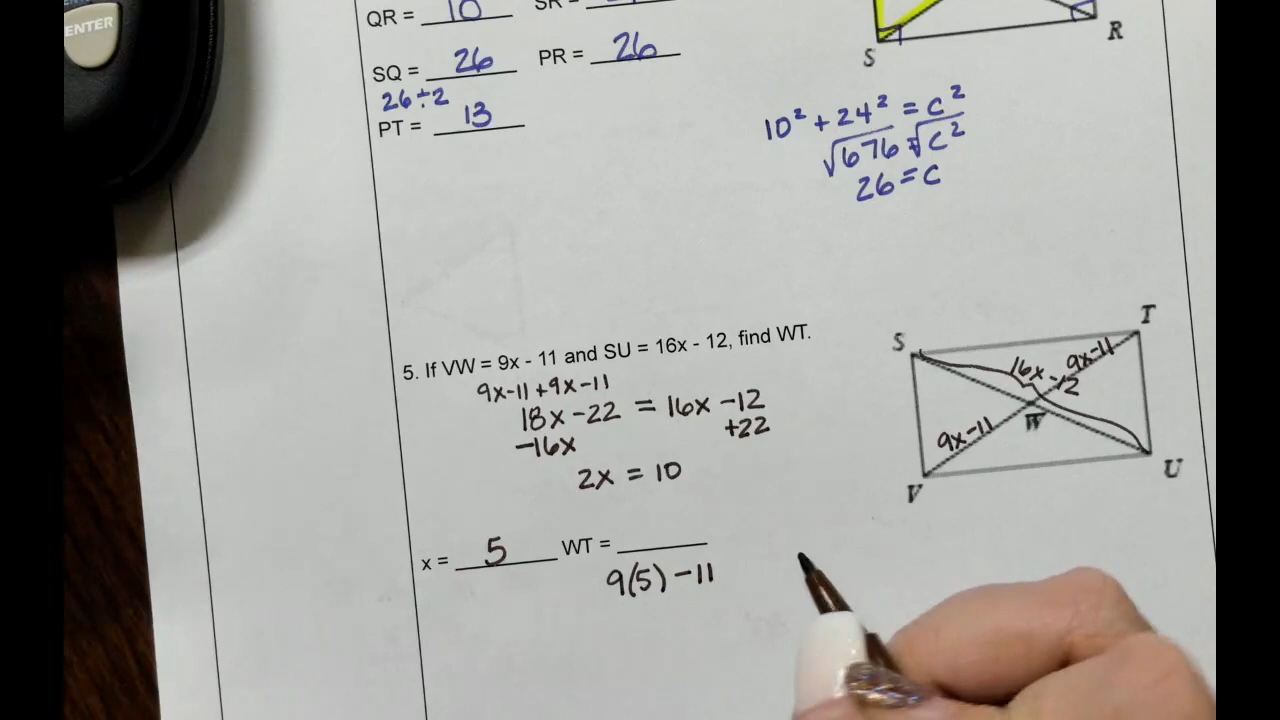 ENTER
QR = 10 SR =
SQ = 26 PR = 26
26÷2
PT = 13
S
R
10² + 24² = c²
√676 = √c²
26 = c
5. If VW = 9x - 11 and SU = 16x - 12, find WT.
9x-11 + 9x-11
18x - 22 = 16x - 12
-16x +22
2x = 10
x = 5 WT =
9(5) - 11
S
T
16x - 12
9x-11
9x-11
W
V
U